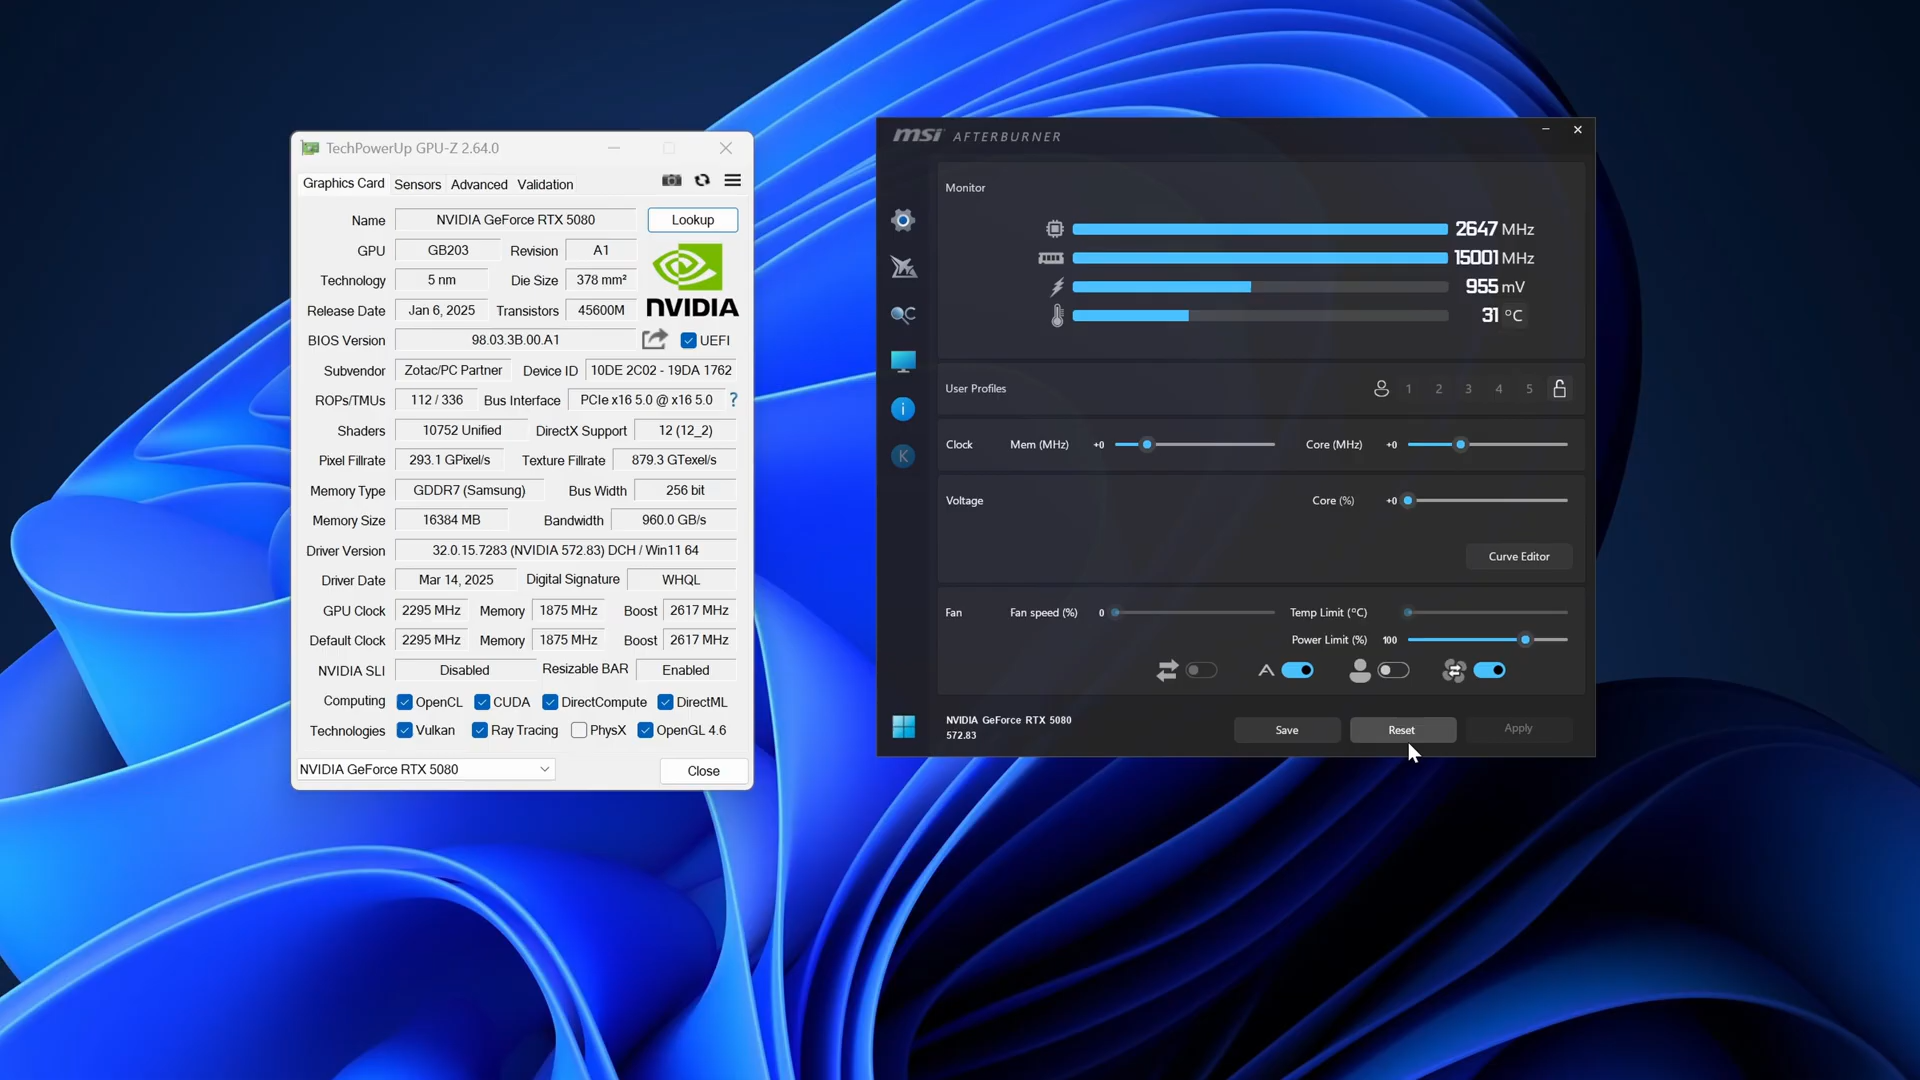 TechPowerUp GPU-Z 2.64.0
Graphics Card Sensors Advanced Validation
Name NVIDIA GeForce RTX 5080 Lookup
GPU GB203 Revision A1
Technology 5 nm Die Size 378 mm²
NVIDIA
Release Date Jan 6, 2025 Transistors 45600M
BIOS Version 98.03.3B.00.A1 UEFI
Subvendor Zotac/PC Partner Device ID 10DE 2C02 - 19DA 1762
ROPs/TMUs 112 / 336 Bus Interface PCIe x16 5.0 @ x16 5.0 ?
Shaders 10752 Unified DirectX Support 12 (12_2)
Pixel Fillrate 293.1 GPixel/s Texture Fillrate 879.3 GTexel/s
Memory Type GDDR7 (Samsung) Bus Width 256 bit
Memory Size 16384 MB Bandwidth 960.0 GB/s
Driver Version 32.0.15.7283 (NVIDIA 572.83) DCH / Win11 64
Driver Date Mar 14, 2025 Digital Signature WHQL
GPU Clock 2295 MHz Memory 1875 MHz Boost 2617 MHz
Default Clock 2295 MHz Memory 1875 MHz Boost 2617 MHz
NVIDIA SLI Disabled Resizable BAR Enabled
Computing OpenCL CUDA DirectCompute DirectML
Technologies Vulkan Ray Tracing PhysX OpenGL 4.6
NVIDIA GeForce RTX 5080 Close
msi AFTERBURNER
Monitor
2647 MHz
15001 MHz
955 mV
31 °C
User Profiles 1 2 3 4 5
Clock Mem (MHz) +0 Core (MHz) +0
K
Voltage Core (%) +0
Curve Editor
Fan Fan speed (%) 0 Temp Limit (°C)
Power Limit (%) 100
A
NVIDIA GeForce RTX 5080
572.83
Save Reset Apply